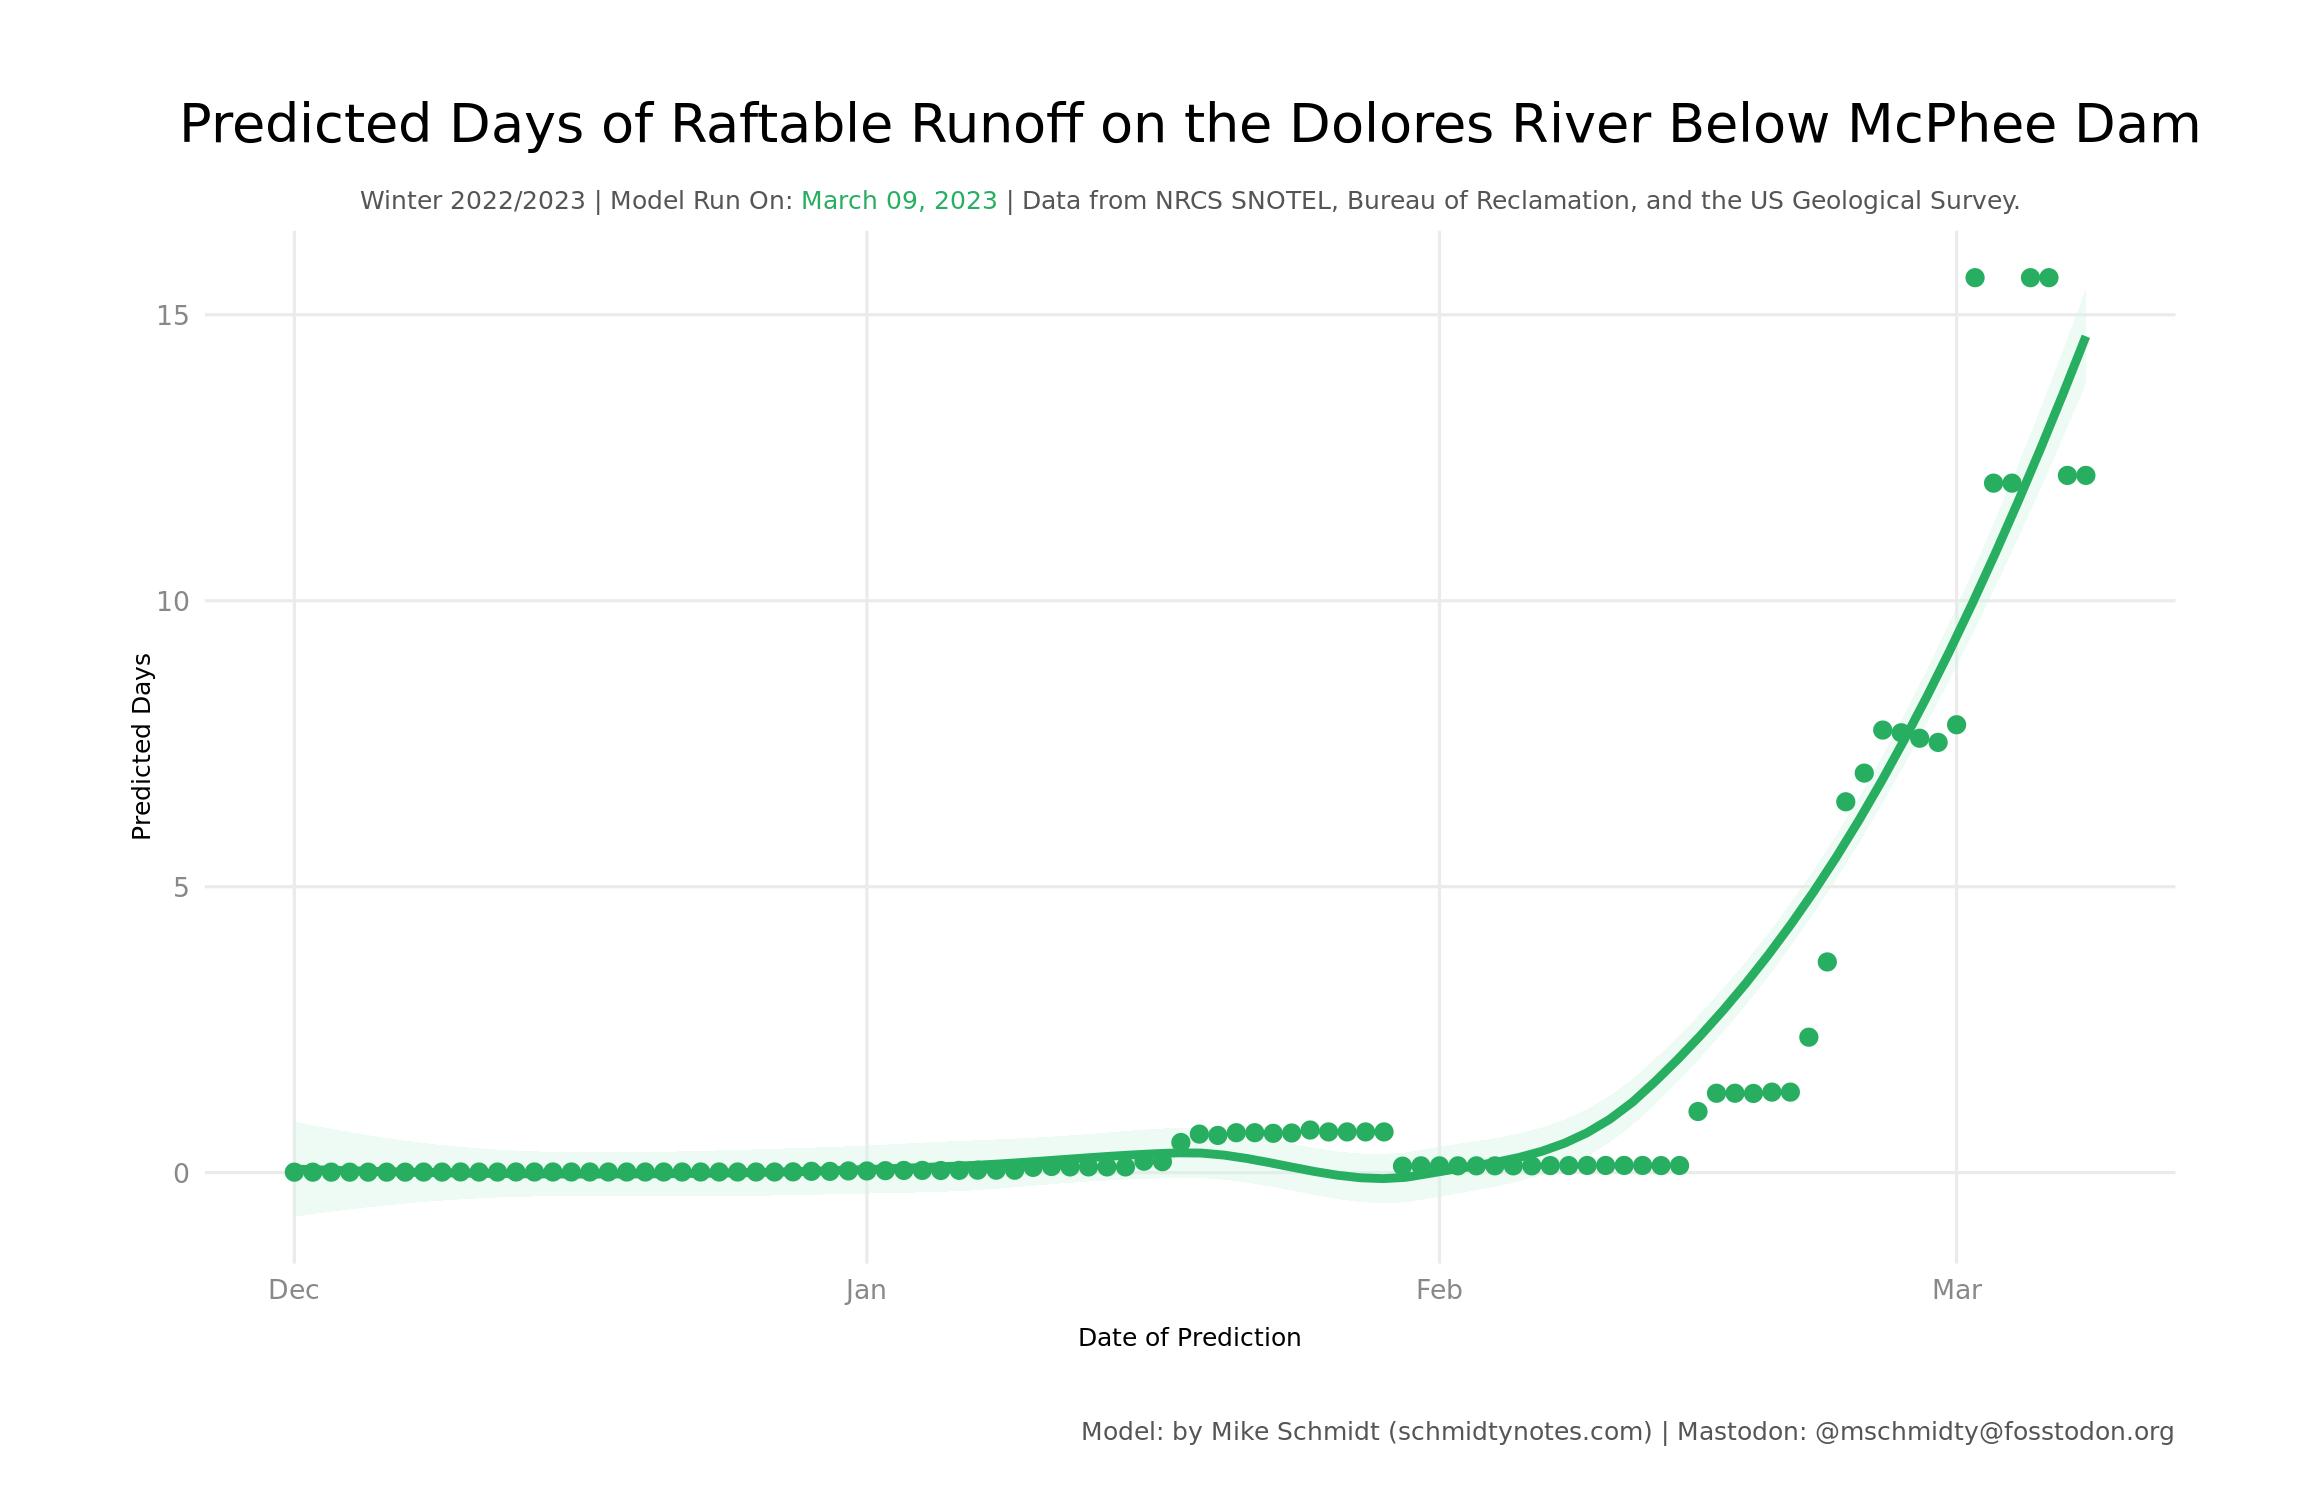 Predicted Days of Raftable Runoff on the Dolores River Below McPhee Dam
Winter 2022/2023 | Model Run On: March 09, 2023 | Data from NRCS SNOTEL, Bureau of Reclamation, and the US Geological Survey.
15
10
5
0
Predicted Days
Dec Jan Feb Mar
Date of Prediction
Model: by Mike Schmidt (schmidtynotes.com) | Mastodon: @mschmidty@fosstodon.org